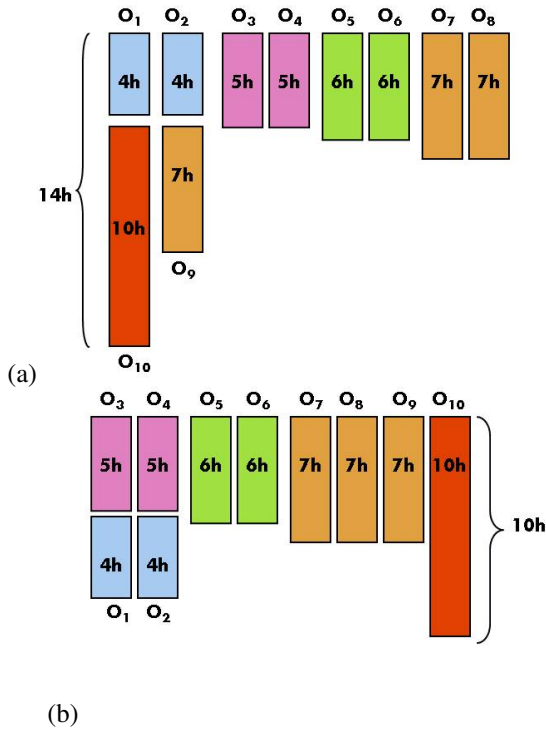 O₁ O₂ O₃ O₄ O₅ O₆ O₇ O₈
4h 4h 5h 5h 6h 6h 7h 7h
7h
14h
10h
O₉
O₁₀
(a)
O₃ O₄ O₅ O₆ O₇ O₈ O₉ O₁₀
5h 5h 6h 6h 7h 7h 7h 10h
10h
4h 4h
O₁ O₂
(b)